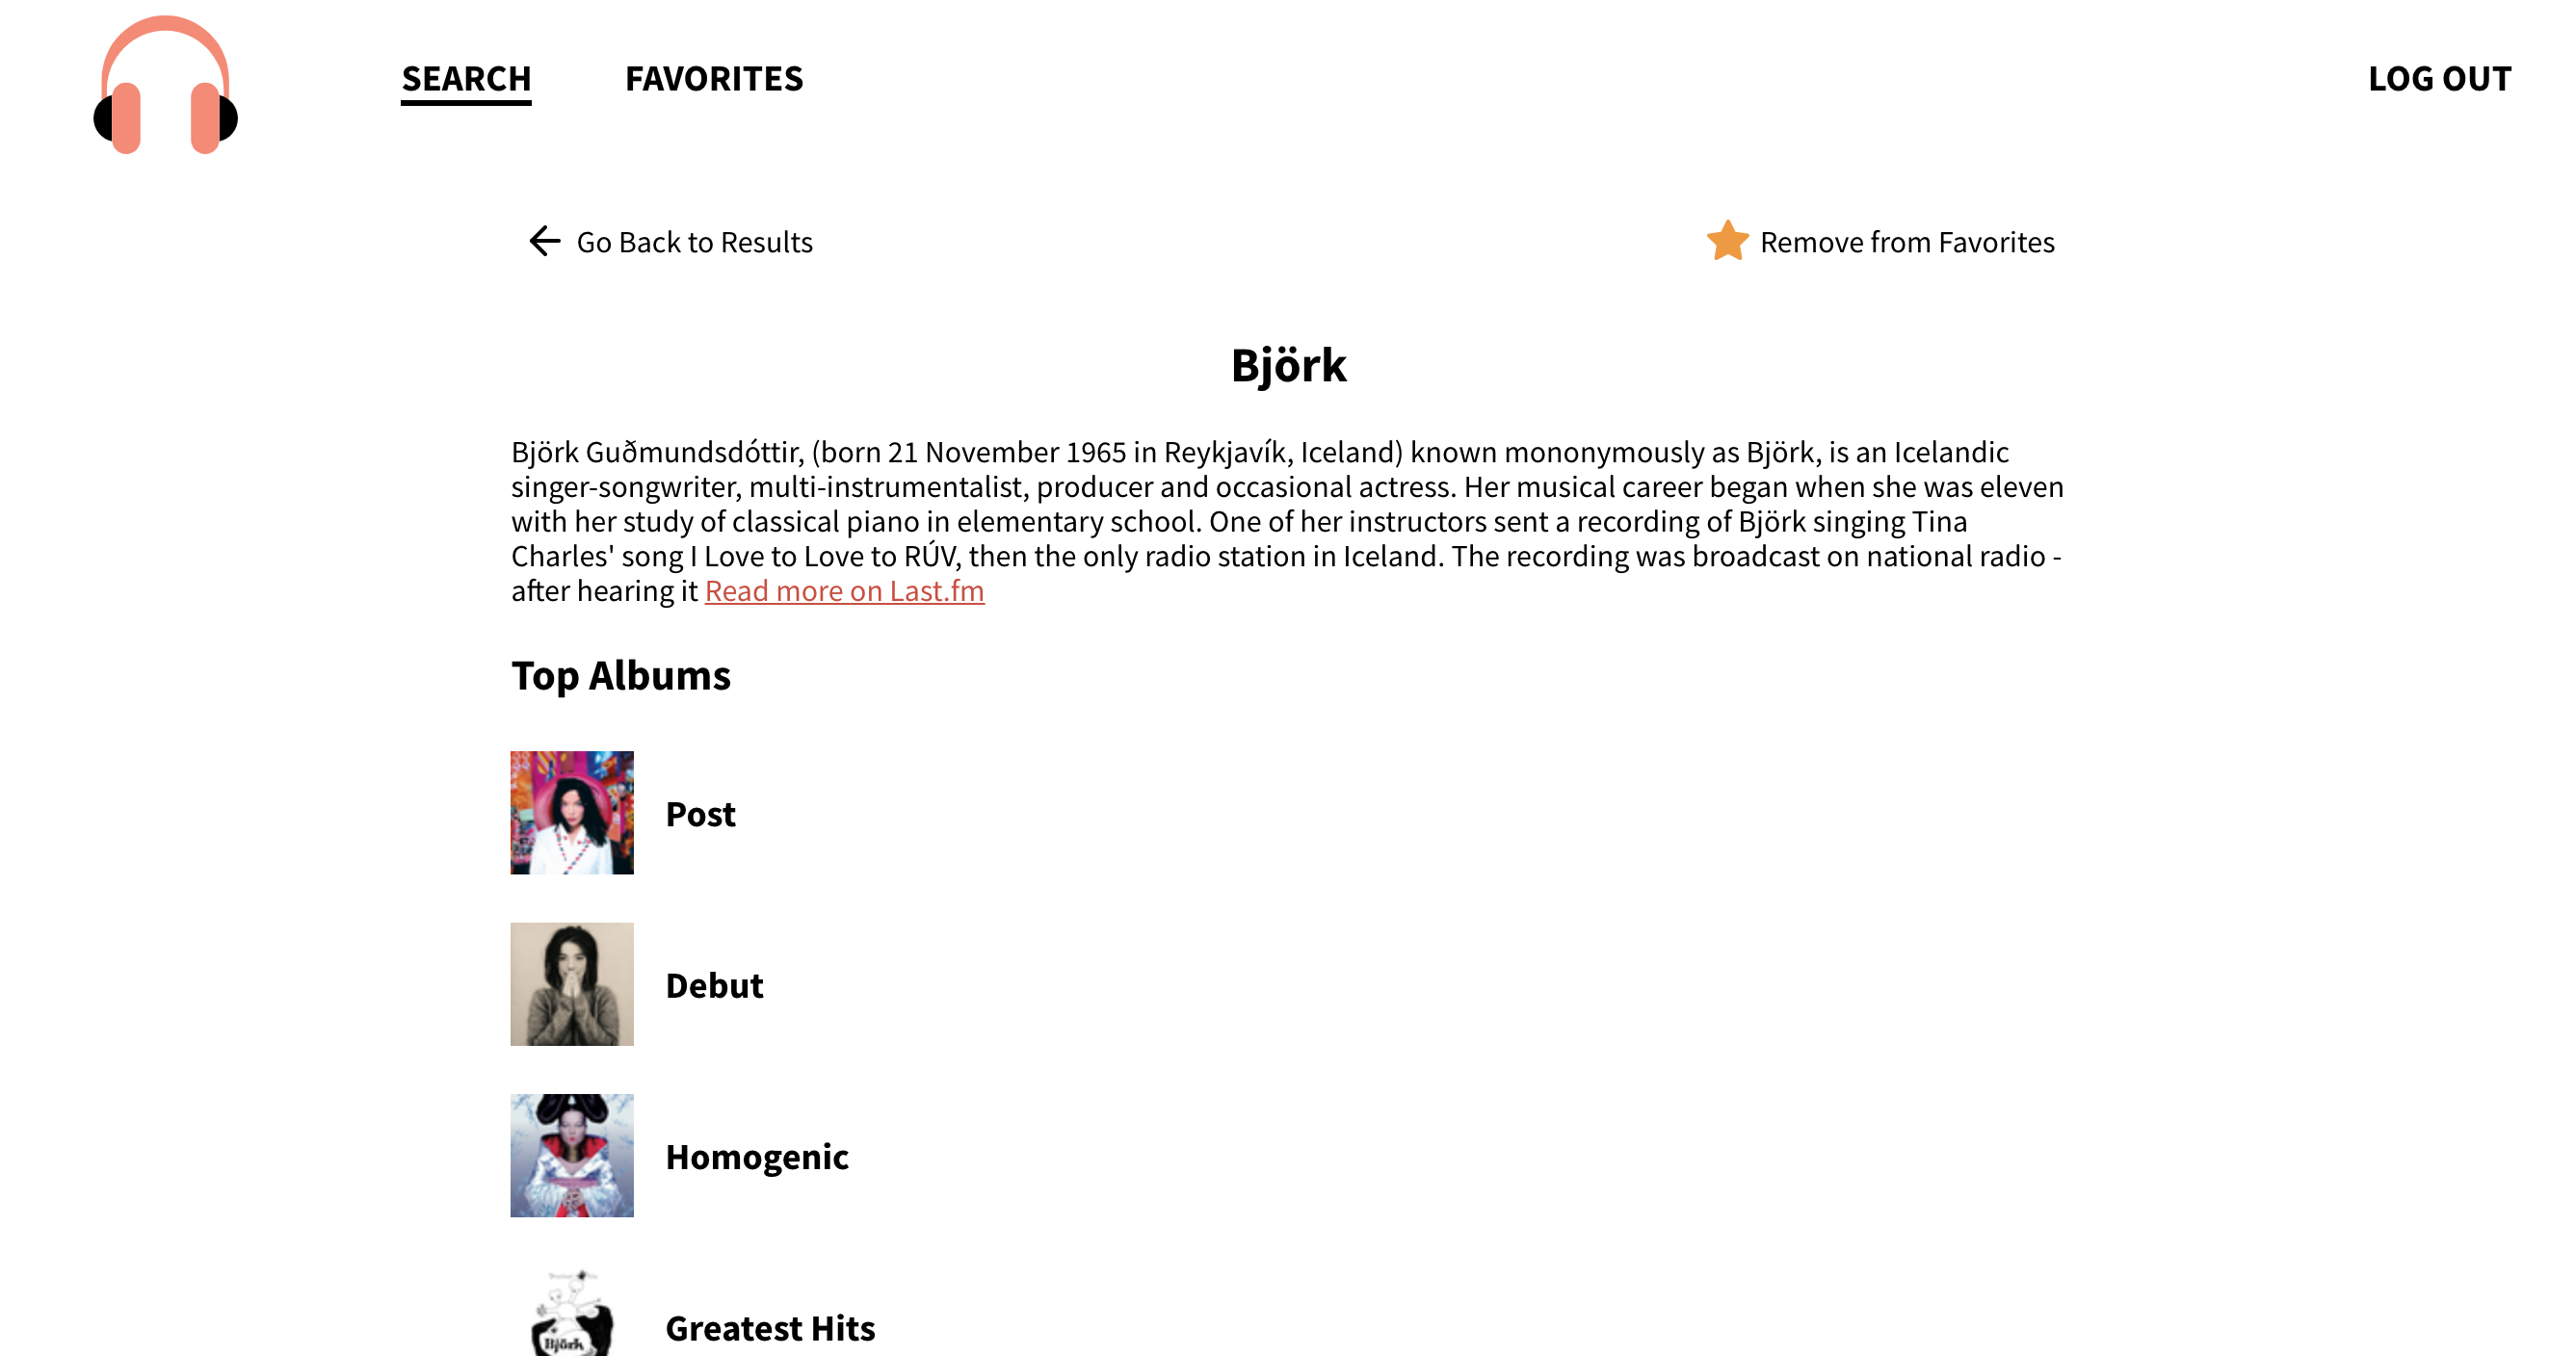 SEARCH FAVORITES LOG OUT
Go Back to Results Remove from Favorites
Björk
Björk Guðmundsdóttir, (born 21 November 1965 in Reykjavík, Iceland) known mononymously as Björk, is an Icelandic
singer-songwriter, multi-instrumentalist, producer and occasional actress. Her musical career began when she was eleven
with her study of classical piano in elementary school. One of her instructors sent a recording of Björk singing Tina
Charles' song I Love to Love to RÚV, then the only radio station in Iceland. The recording was broadcast on national radio -
after hearing it Read more on Last.fm
Top Albums
Post
Debut
Homogenic
Björk
Greatest Hits